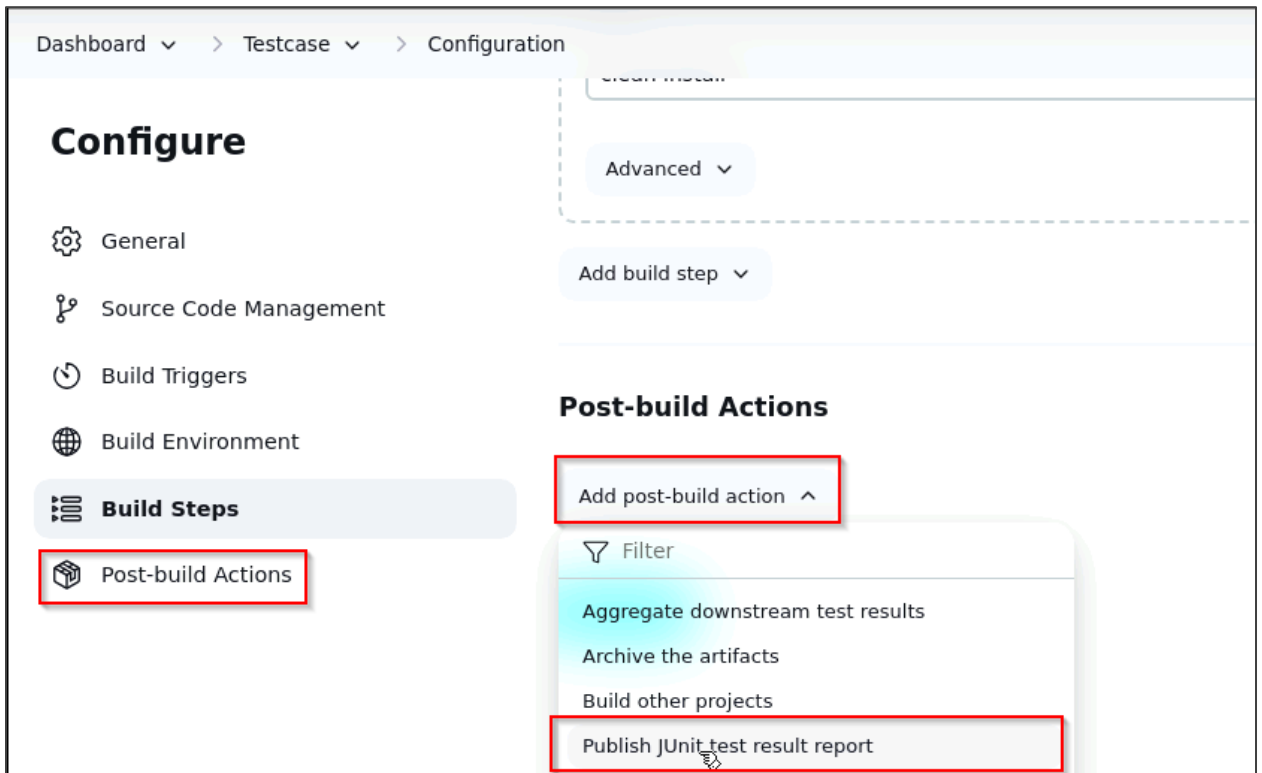 Dashboard > Testcase > Configuration
clean install
Configure
Advanced
General
Add build step
Source Code Management
Build Triggers
Post-build Actions
Build Environment
Add post-build action
Build Steps
Filter
Post-build Actions
Aggregate downstream test results
Archive the artifacts
Build other projects
Publish JUnit test result report